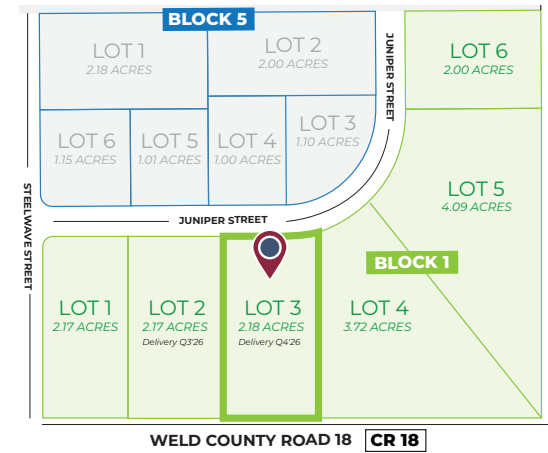 BLOCK 5
LOT 1
2.18 ACRES
LOT 2
2.00 ACRES
JUNIPER STREET
LOT 6
2.00 ACRES
LOT 6
1.15 ACRES
LOT 5
1.01 ACRES
LOT 4
1.00 ACRES
LOT 3
1.10 ACRES
LOT 5
4.09 ACRES
STEELWAVE STREET
JUNIPER STREET
BLOCK 1
LOT 1
2.17 ACRES
LOT 2
2.17 ACRES
Delivery Q3'26
LOT 3
2.18 ACRES
Delivery Q4'26
LOT 4
3.72 ACRES
WELD COUNTY ROAD 18 CR 18